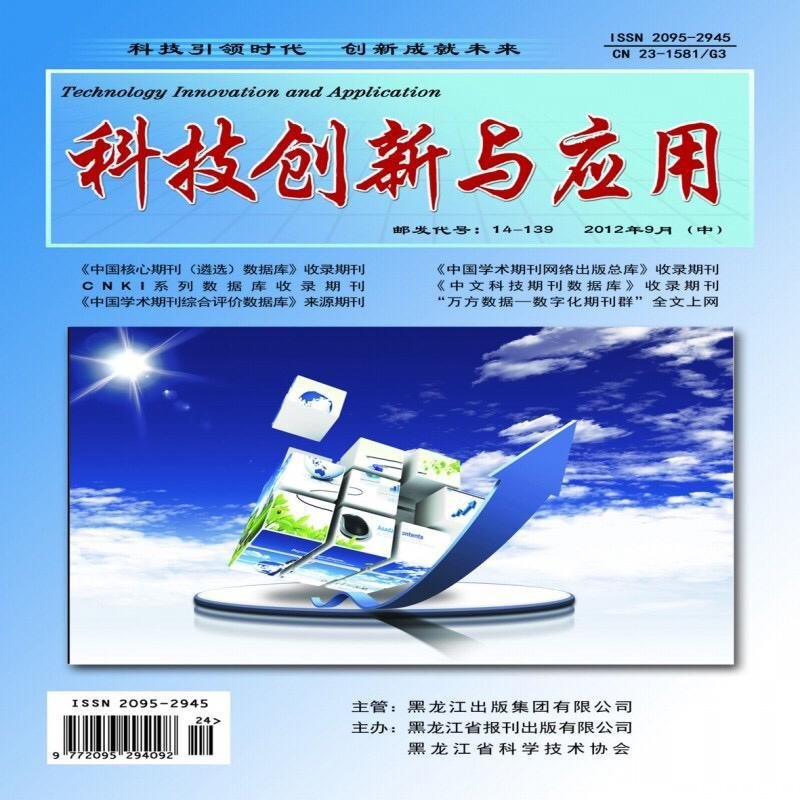 科技引领时代 创新成就未来
ISSN 2095-2945
CN 23-1581/G3
Technology Innovation and Application
科技创新与应用
邮发代号：14-139 2012年9月（中）
《中国核心期刊（遴选）数据库》收录期刊
CNKI系列数据库收录期刊
《中国学术期刊综合评价数据库》来源期刊
《中国学术期刊网络出版总库》收录期刊
《中文科技期刊数据库》收录期刊
“万方数据—数字化期刊群”全文上网
ISSN 2095-2945
24>
9 772095 294092
主管：黑龙江出版集团有限公司
主办：黑龙江省报刊出版有限公司
黑龙江省科学技术协会